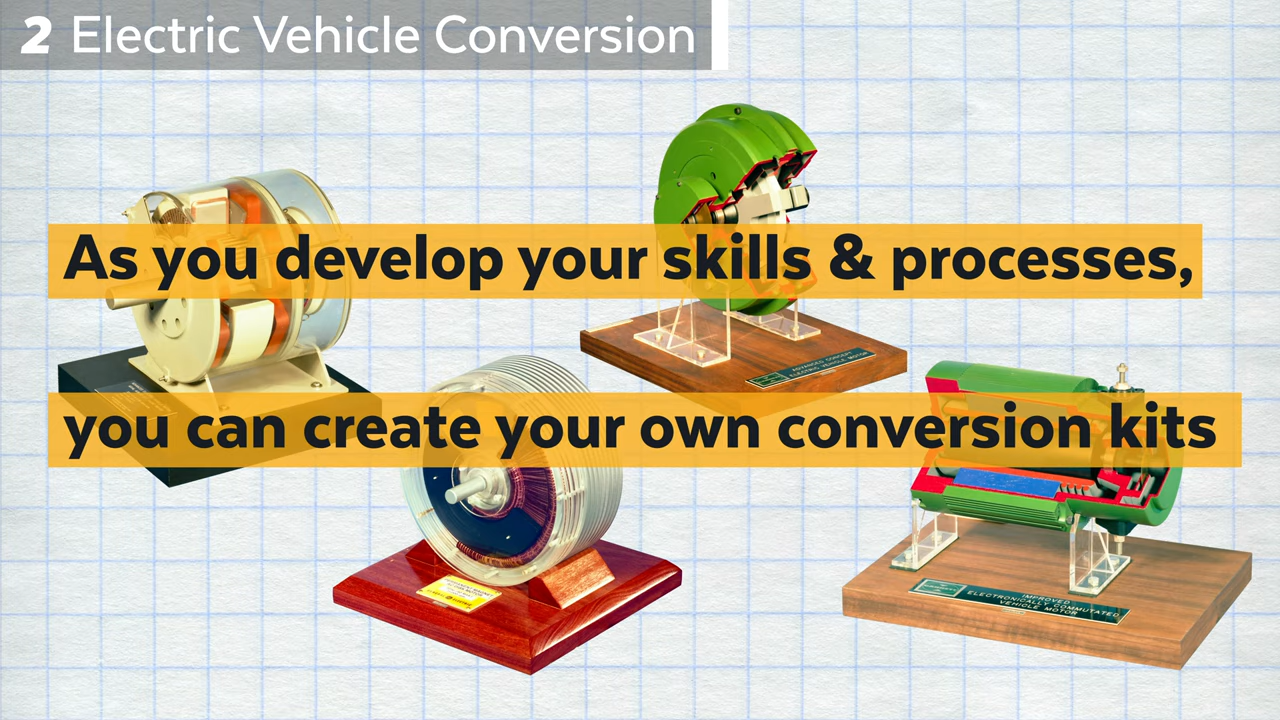 2 Electric Vehicle Conversion
As you develop your skills & processes,
you can create your own conversion kits
ADVANCED CONCEPT
ELECTRIC VEHICLE MOTOR
IMPROVED
ELECTRONICALLY COMMUTATED
VEHICLE MOTOR